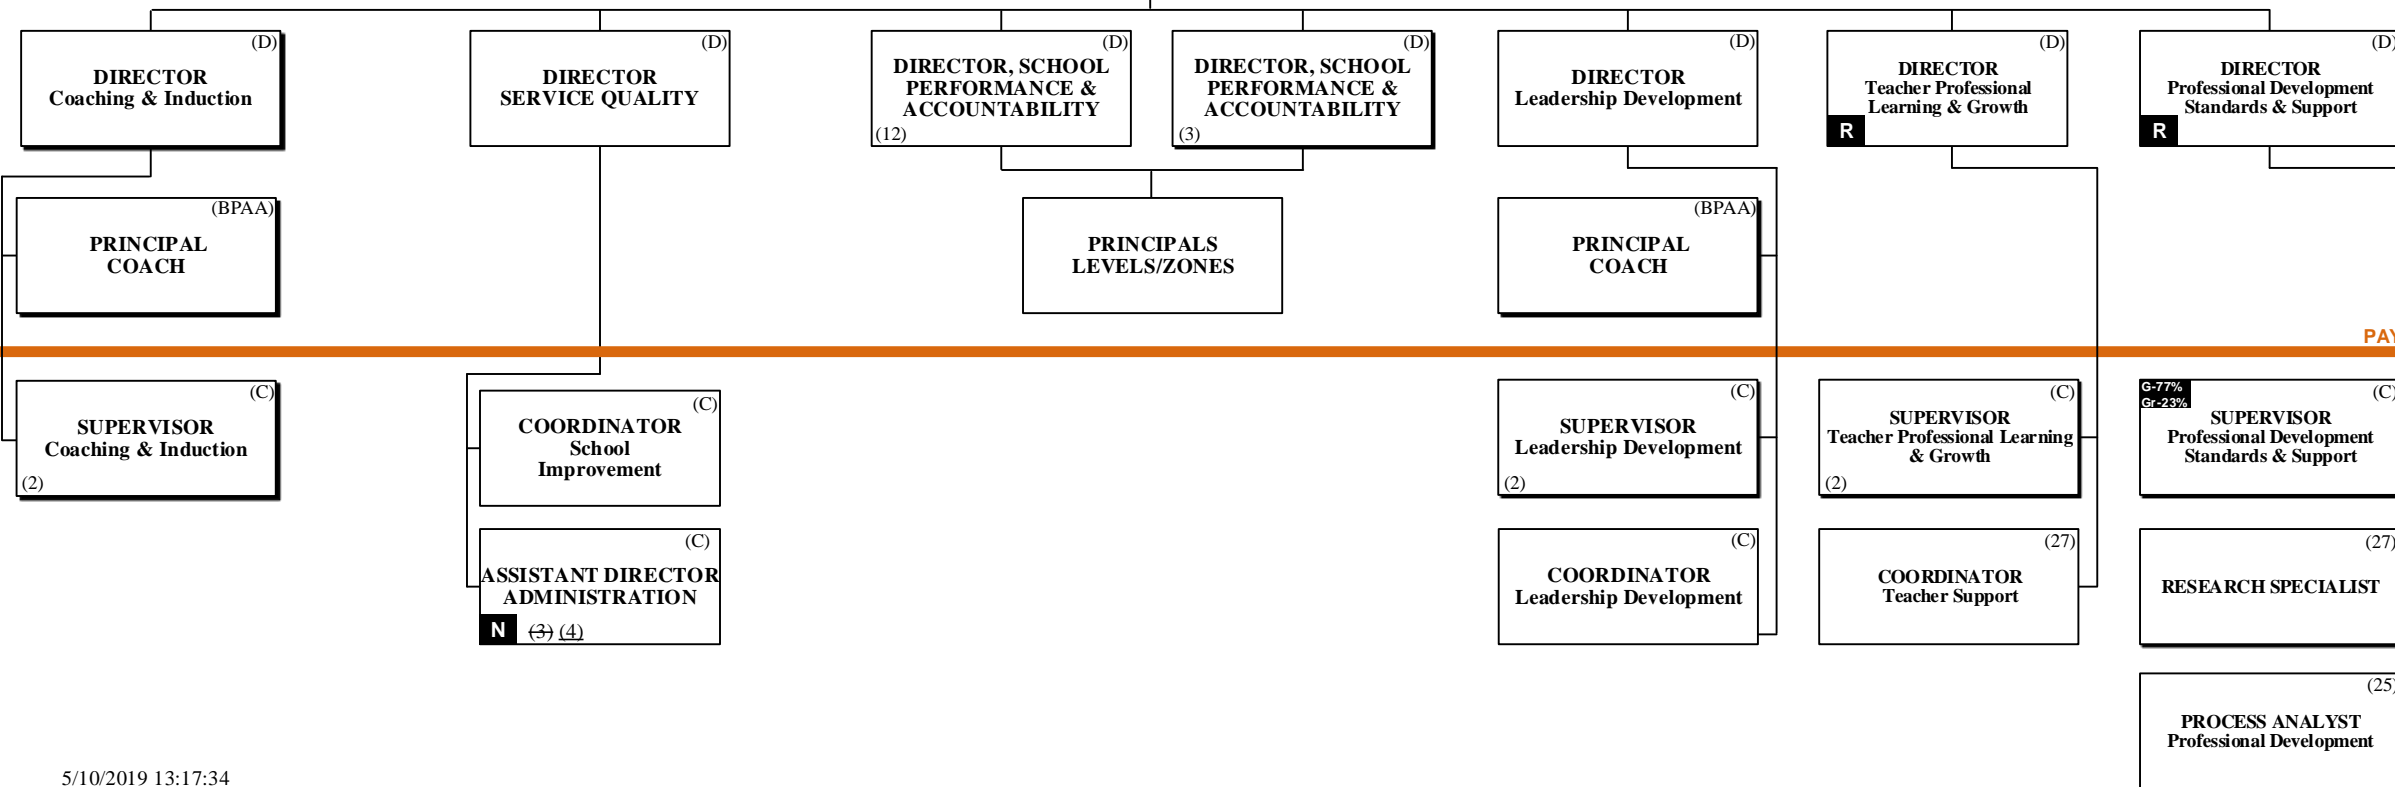 (D)
DIRECTOR
Coaching & Induction
(D)
DIRECTOR
SERVICE QUALITY
(D)
DIRECTOR, SCHOOL
PERFORMANCE &
ACCOUNTABILITY
(12)
(D)
DIRECTOR, SCHOOL
PERFORMANCE &
ACCOUNTABILITY
(3)
(D)
DIRECTOR
Leadership Development
(D)
DIRECTOR
Teacher Professional
Learning & Growth
R
(D)
DIRECTOR
Professional Development
Standards & Support
R
(BPAA)
PRINCIPAL
COACH
PRINCIPALS
LEVELS/ZONES
(BPAA)
PRINCIPAL
COACH
PAY
(C)
SUPERVISOR
Coaching & Induction
(2)
(C)
COORDINATOR
School
Improvement
(C)
SUPERVISOR
Leadership Development
(2)
(C)
SUPERVISOR
Teacher Professional Learning
& Growth
(2)
G-77%
Gr-23%
(C)
SUPERVISOR
Professional Development
Standards & Support
(C)
ASSISTANT DIRECTOR
ADMINISTRATION
N (3) (4)
(C)
COORDINATOR
Leadership Development
(27)
COORDINATOR
Teacher Support
(27)
RESEARCH SPECIALIST
(25)
PROCESS ANALYST
Professional Development
5/10/2019 13:17:34